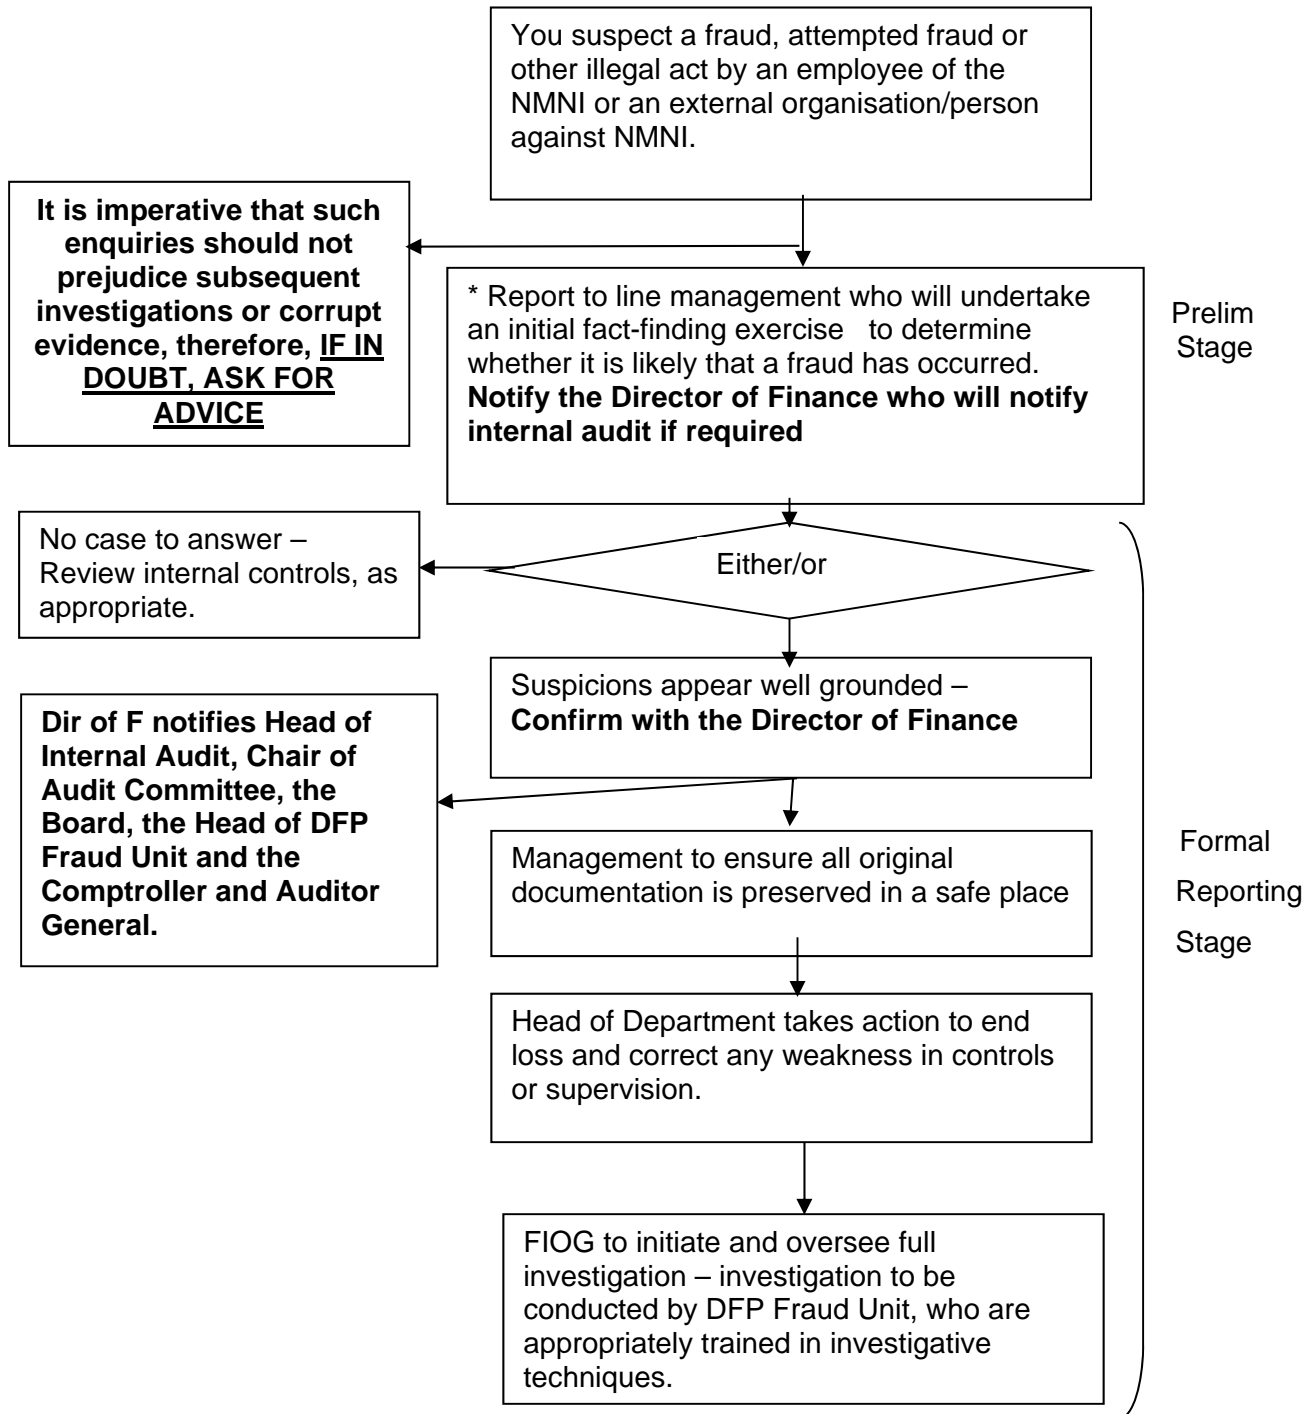 You suspect a fraud, attempted fraud or
other illegal act by an employee of the
NMNI or an external organisation/person
against NMNI.
It is imperative that such
enquiries should not
prejudice subsequent
investigations or corrupt
evidence, therefore, IF IN
DOUBT, ASK FOR
ADVICE
* Report to line management who will undertake
an initial fact-finding exercise to determine
whether it is likely that a fraud has occurred.
Notify the Director of Finance who will notify
internal audit if required
Prelim
Stage
No case to answer –
Review internal controls, as
appropriate.
Either/or
Suspicions appear well grounded –
Confirm with the Director of Finance
Dir of F notifies Head of
Internal Audit, Chair of
Audit Committee, the
Board, the Head of DFP
Fraud Unit and the
Comptroller and Auditor
General.
Management to ensure all original
documentation is preserved in a safe place
Formal
Reporting
Stage
Head of Department takes action to end
loss and correct any weakness in controls
or supervision.
FIOG to initiate and oversee full
investigation – investigation to be
conducted by DFP Fraud Unit, who are
appropriately trained in investigative
techniques.